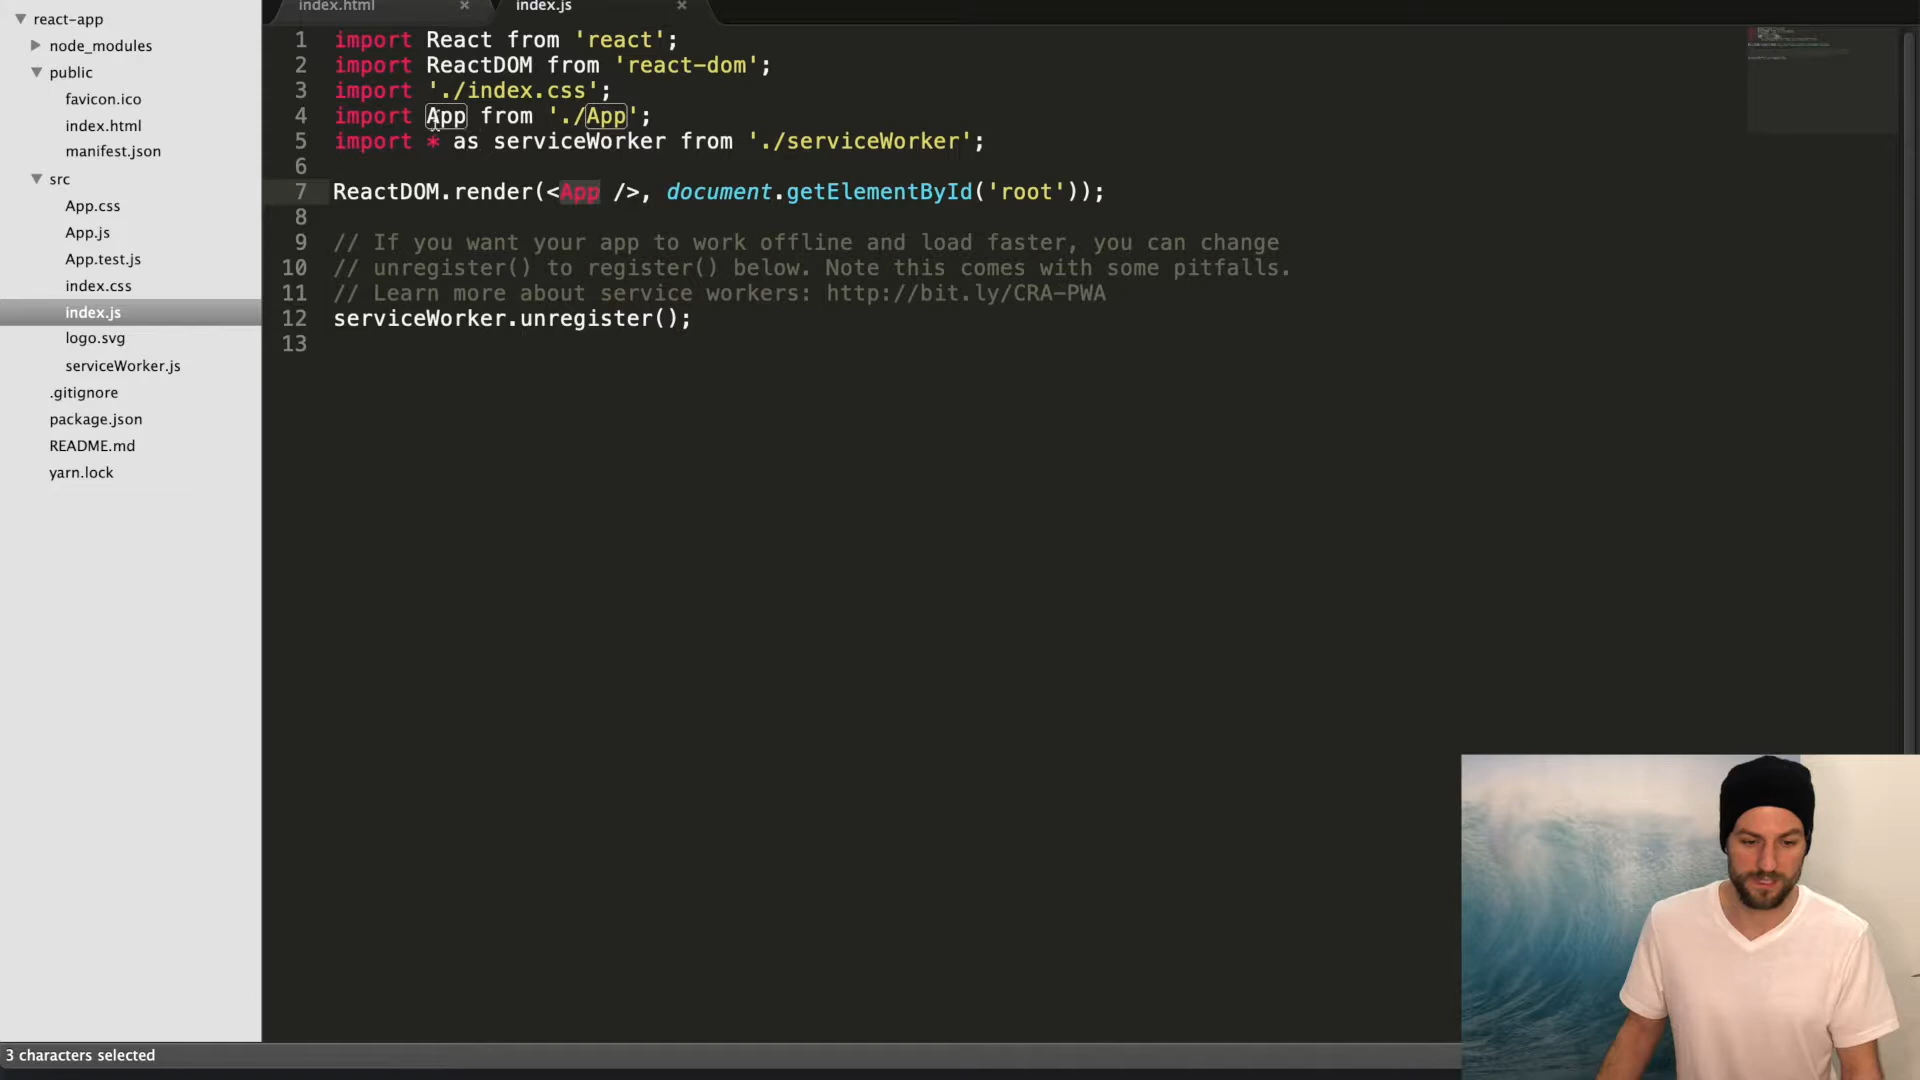 react-app
node_modules
public
favicon.ico
index.html
manifest.json
src
App.css
App.js
App.test.js
index.css
index.js
logo.svg
serviceWorker.js
.gitignore
package.json
README.md
yarn.lock
index.html ×
index.js ×
1 import React from 'react';
2 import ReactDOM from 'react-dom';
3 import './index.css';
4 import App from './App';
5 import * as serviceWorker from './serviceWorker';
6
7 ReactDOM.render(<App />, document.getElementById('root'));
8
9 // If you want your app to work offline and load faster, you can change
10 // unregister() to register() below. Note this comes with some pitfalls.
11 // Learn more about service workers: http://bit.ly/CRA-PWA
12 serviceWorker.unregister();
13
3 characters selected